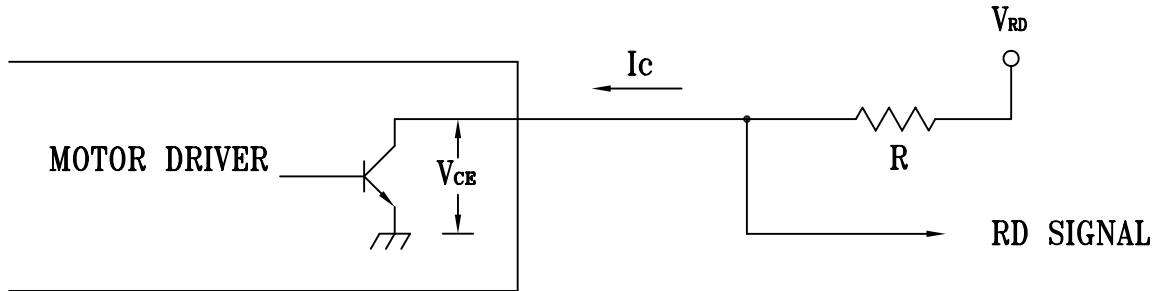 VRD
Ic
MOTOR DRIVER
VCE
R
RD SIGNAL